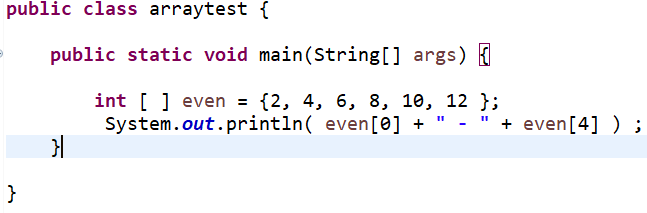 public class arraytest {
public static void main(String[] args) {
int [ ] even = {2, 4, 6, 8, 10, 12 };
System.out.println( even[0] + " - " + even[4] ) ;
}
}